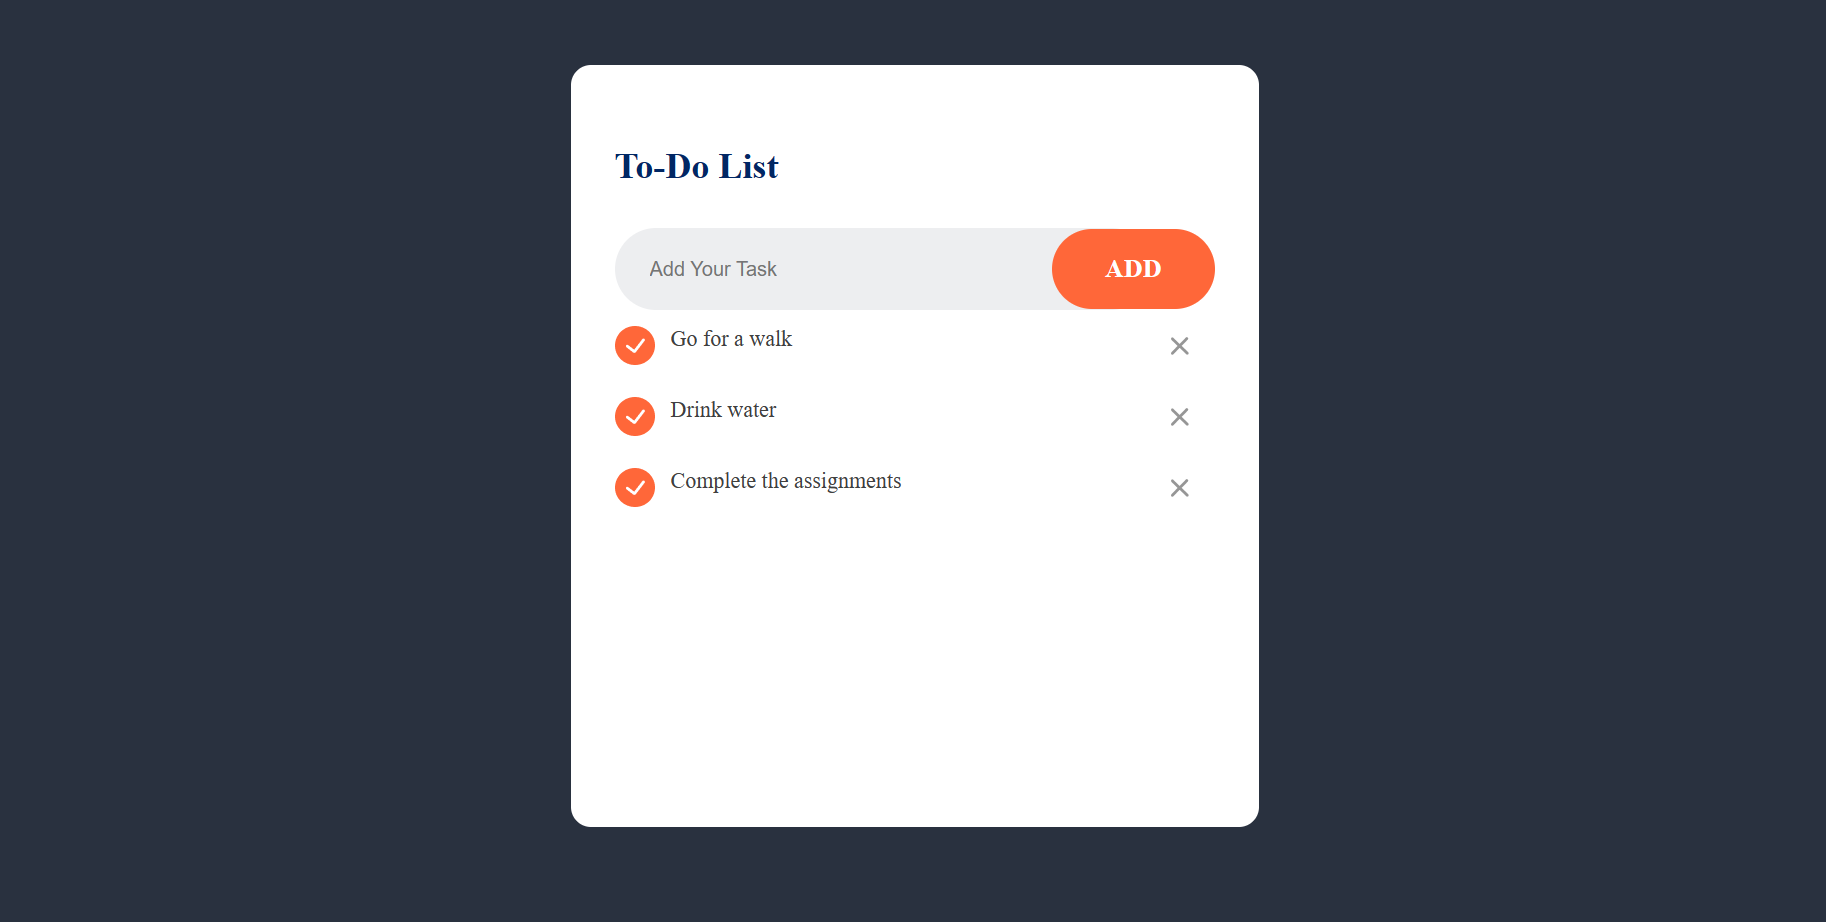 To-Do List
Add Your Task
ADD
Go for a walk
Drink water
Complete the assignments